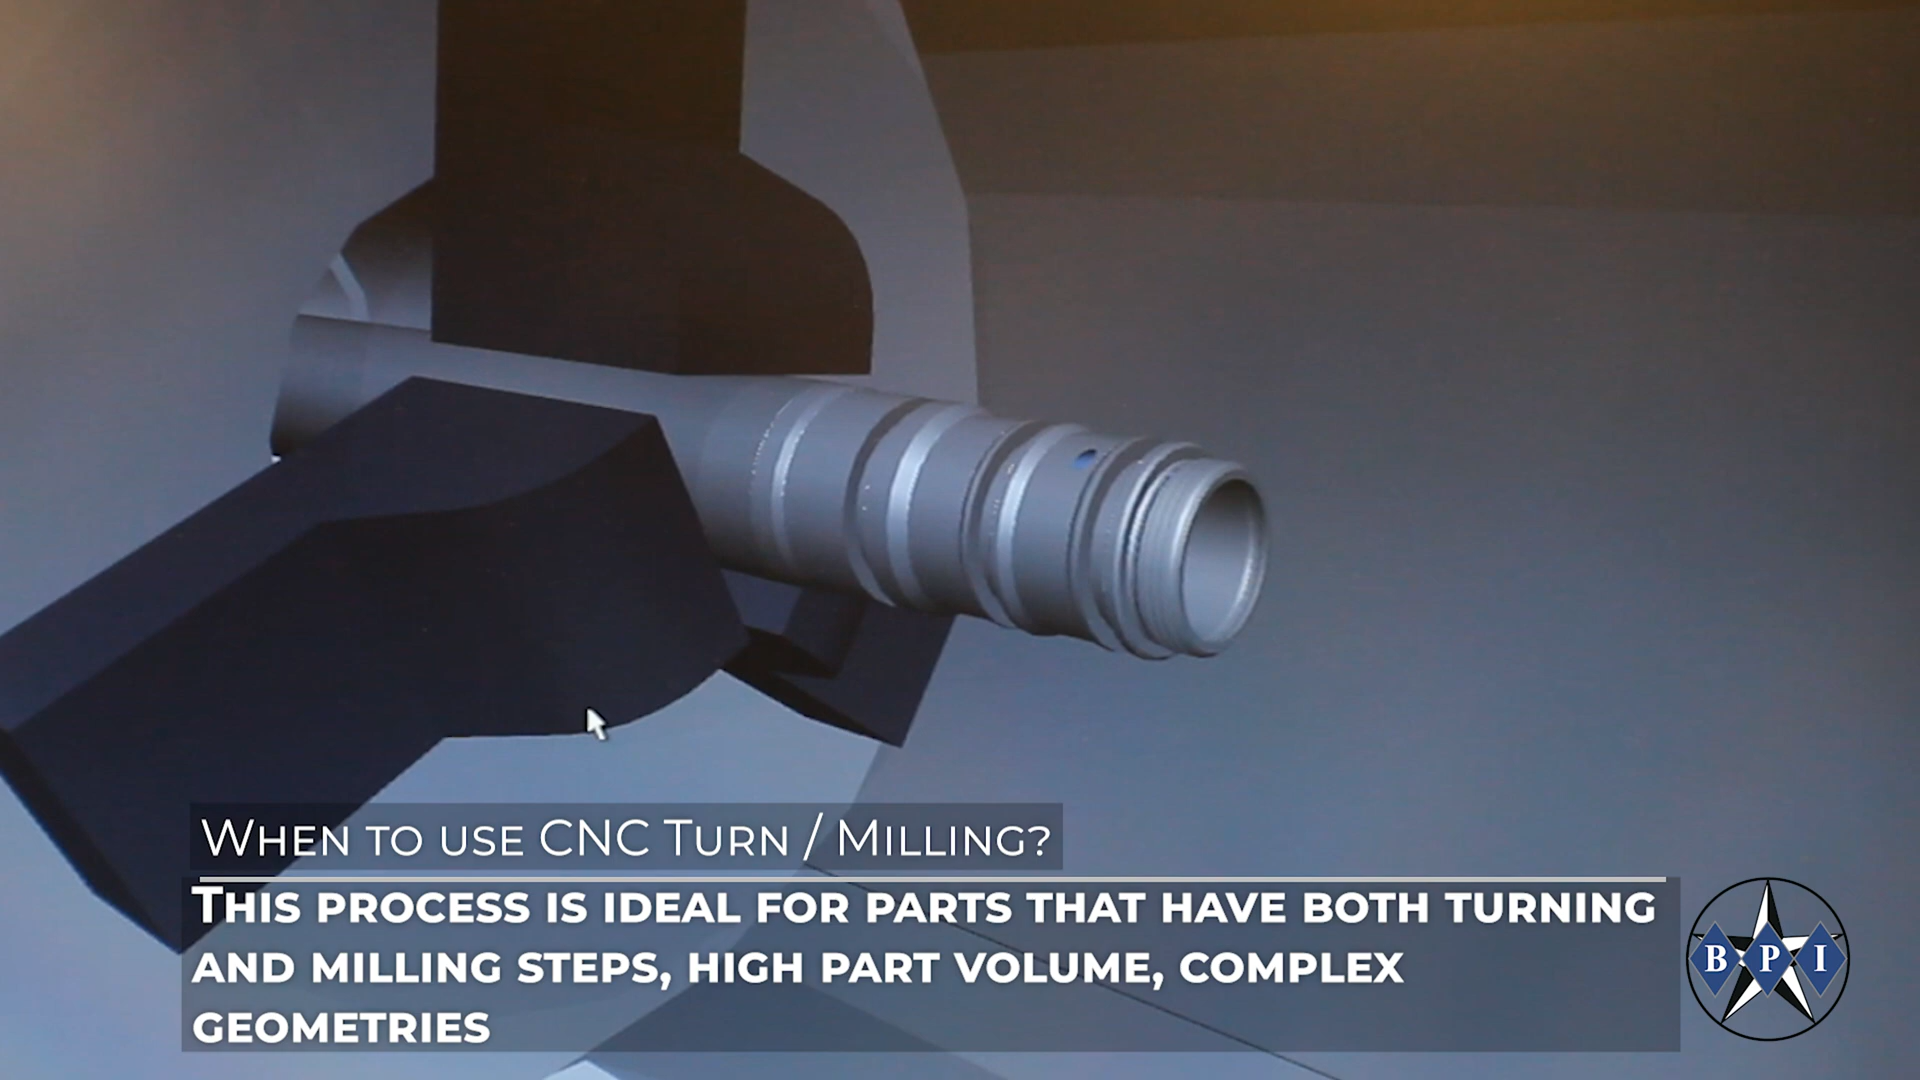 When to use CNC Turn / Milling?
This process is ideal for parts that have both turning
and milling steps, high part volume, complex
geometries
B P I